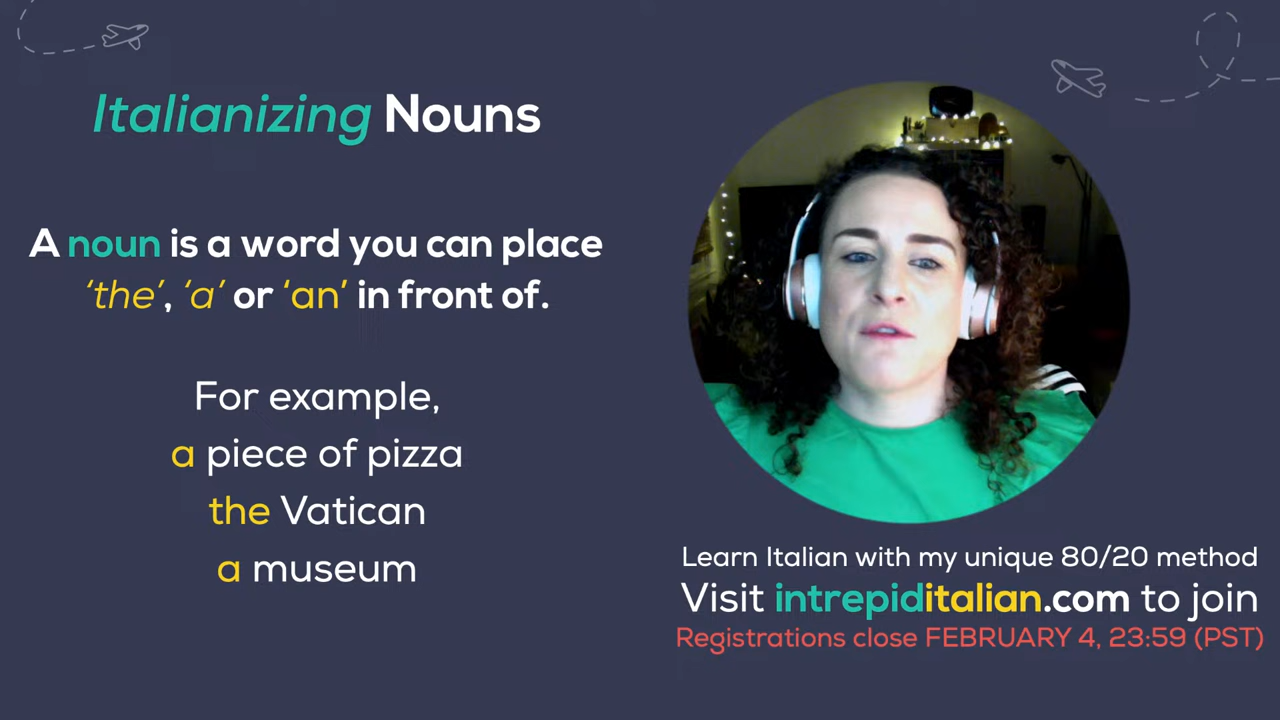 Italianizing Nouns
A noun is a word you can place
‘the’, ‘a’ or ‘an’ in front of.
For example,
a piece of pizza
the Vatican
a museum
Learn Italian with my unique 80/20 method
Visit intrepiditalian.com to join
Registrations close FEBRUARY 4, 23:59 (PST)